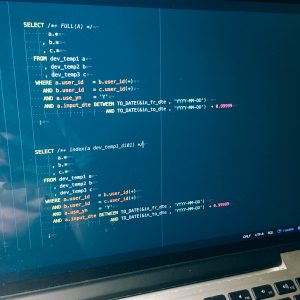 SELECT /*+ FULL(A) */
a.*
, b.*
, c.*
FROM dev_temp1 a
, dev_temp2 b
, dev_temp3 c
WHERE a.user_id = b.user_id(+)
AND b.user_id = c.user_id(+)
AND a.use_yn = 'Y'
AND a.input_dte BETWEEN TO_DATE(&in_fr_dte , 'YYYY-MM-DD')
AND TO_DATE(&in_to_dte , 'YYYY-MM-DD') + 0.99999
;
SELECT /*+ index(a dev_temp1_di01) */
a.*
, b.*
, c.*
FROM dev_temp1 a
, dev_temp2 b
, dev_temp3 c
WHERE a.user_id = b.user_id(+)
AND b.user_id = c.user_id(+)
AND a.use_yn = 'Y'
AND a.input_dte BETWEEN TO_DATE(&in_fr_dte , 'YYYY-MM-DD')
AND TO_DATE(&in_to_dte , 'YYYY-MM-DD') + 0.99999
;
CRLF UTF-8 SQL